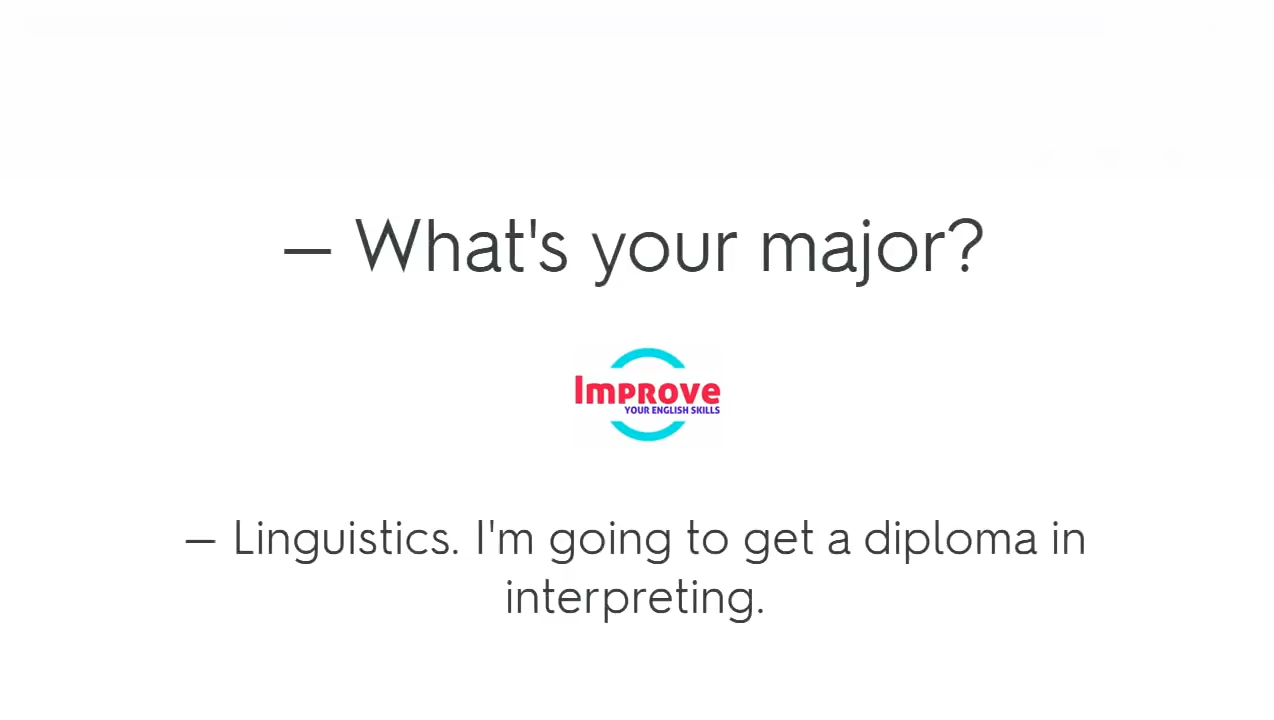 — What's your major?
Improve
YOUR ENGLISH SKILLS
— Linguistics. I'm going to get a diploma in
interpreting.